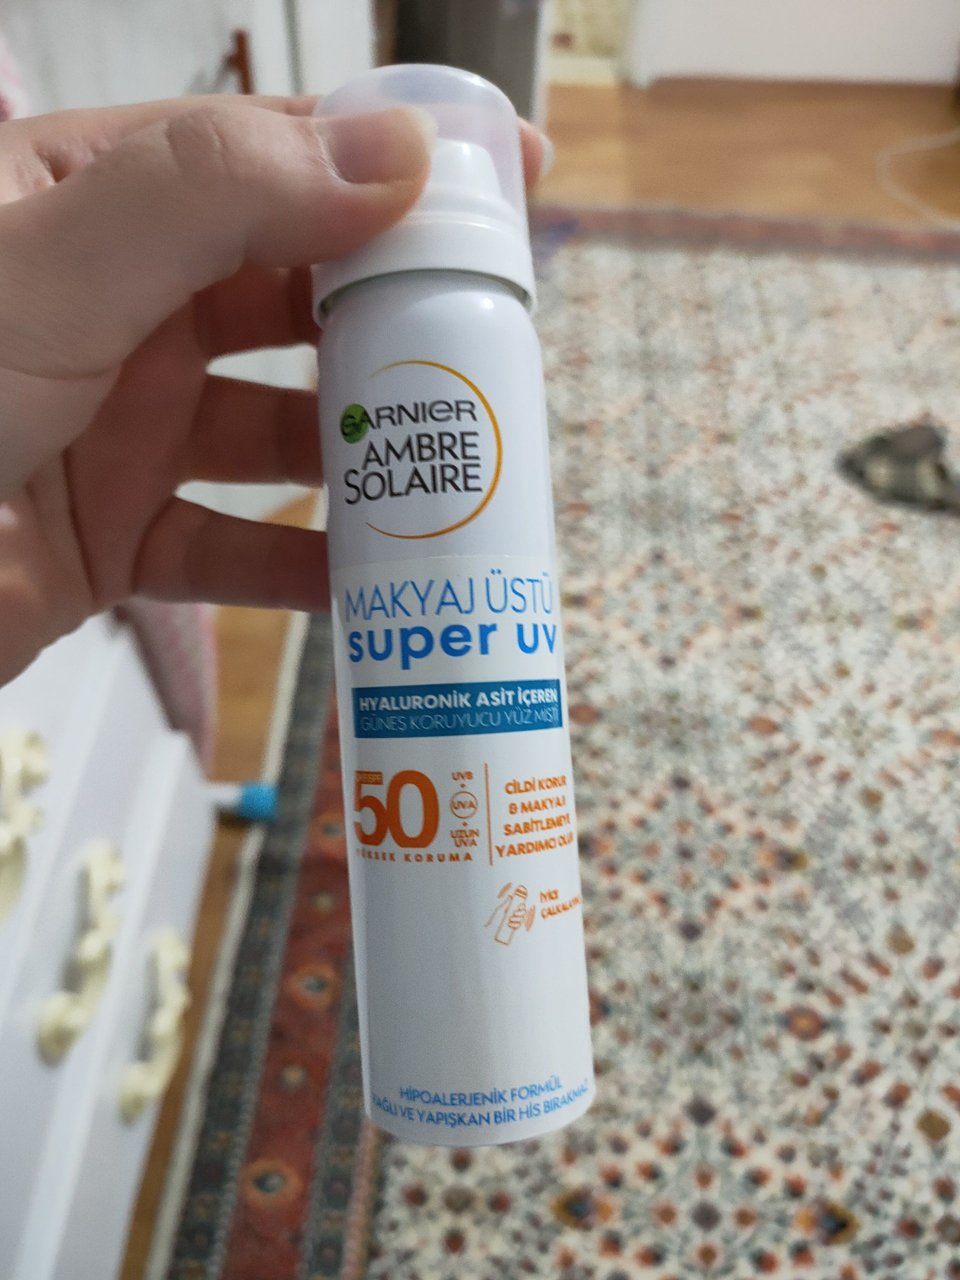 GARNIER
AMBRE
SOLAIRE
MAKYAJ ÜSTÜ
super uv
HYALURONİK ASİT İÇEREN
GÜNEŞ KORUYUCU YÜZ MİSTİ
50
UVB
+
UVA
+
UZUN
UVA
YÜKSEK KORUMA
CİLDİ KORUR
& MAKYAJI
SABİTLEMEYE
YARDIMCI OLUR
İYİCE
HİPOALERJENİK FORMÜL
YAĞLI VE YAPIŞKAN BİR HİS BIRAKMAZ